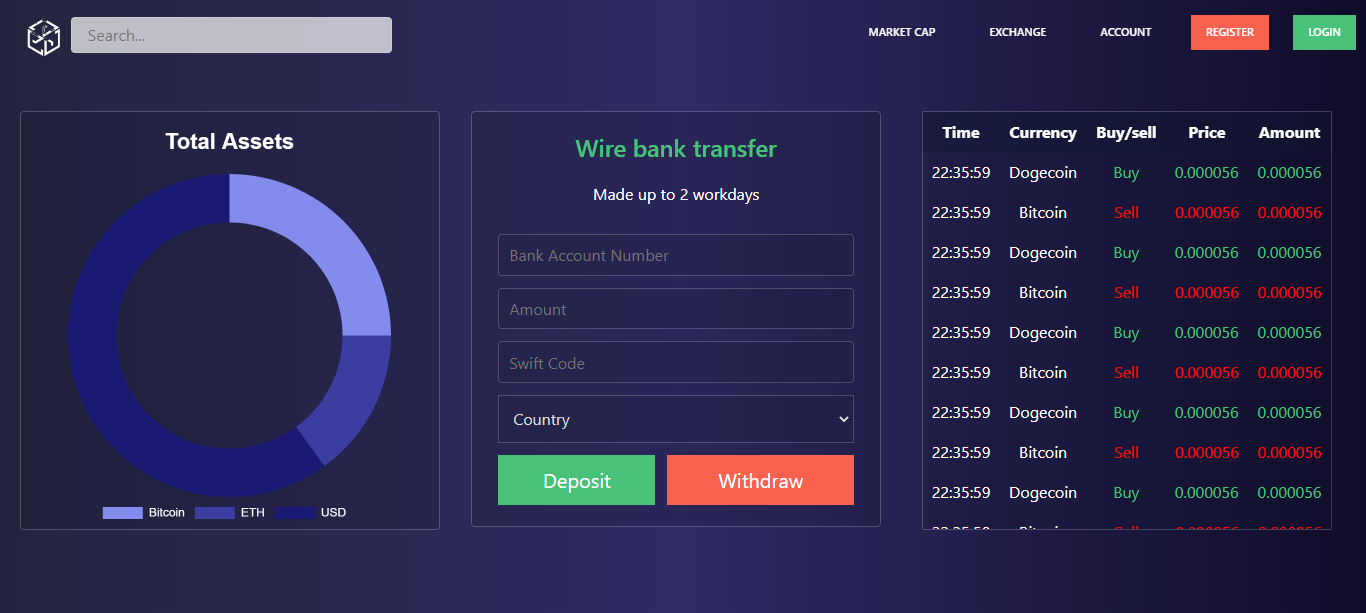 Search...
MARKET CAP EXCHANGE ACCOUNT REGISTER LOGIN
Total Assets
Bitcoin ETH USD
Wire bank transfer
Made up to 2 workdays
Bank Account Number
Amount
Swift Code
Country
Deposit Withdraw
Time Currency Buy/sell Price Amount
22:35:59 Dogecoin Buy 0.000056 0.000056
22:35:59 Bitcoin Sell 0.000056 0.000056
22:35:59 Dogecoin Buy 0.000056 0.000056
22:35:59 Bitcoin Sell 0.000056 0.000056
22:35:59 Dogecoin Buy 0.000056 0.000056
22:35:59 Bitcoin Sell 0.000056 0.000056
22:35:59 Dogecoin Buy 0.000056 0.000056
22:35:59 Bitcoin Sell 0.000056 0.000056
22:35:59 Dogecoin Buy 0.000056 0.000056